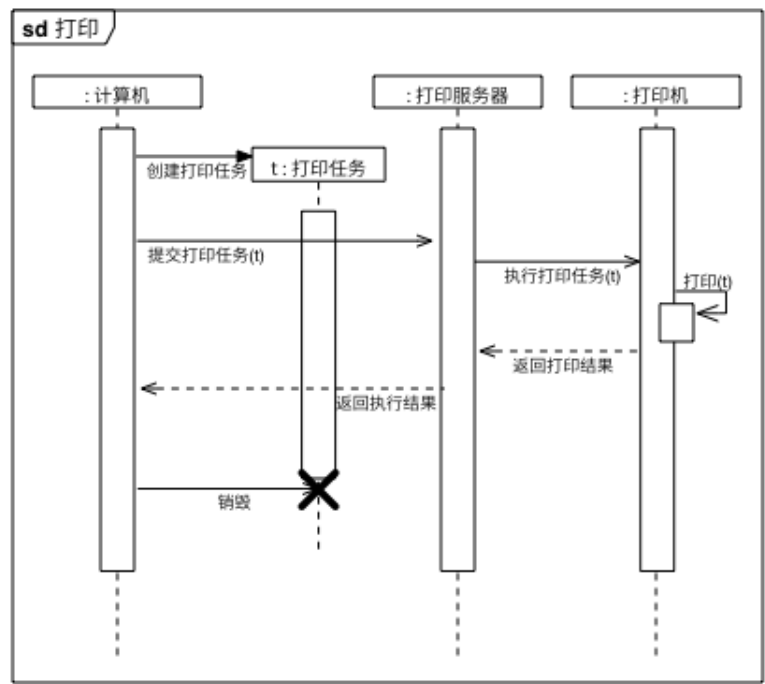 sd 打印
: 计算机
: 打印服务器
: 打印机
创建打印任务
t : 打印任务
提交打印任务(t)
执行打印任务(t)
打印(t)
返回打印结果
返回执行结果
销毁